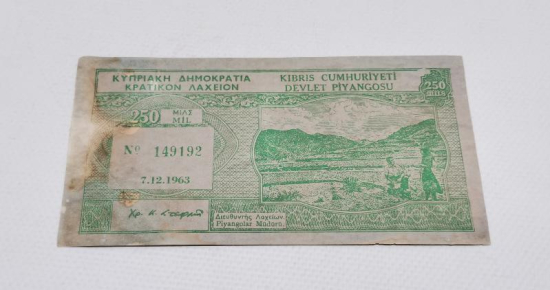 ΚΥΠΡΙΑΚΗ ΔΗΜΟΚΡΑΤΙΑ
ΚΡΑΤΙΚΟΝ ΛΑΧΕΙΟΝ
KIBRIS CUMHURİYETİ
DEVLET PİYANGOSU
250
MILS
250 ΜΙΛΣ
MİL
Nº 149192
7.12.1963
Διευθυντής Λαχείων
Piyangolar Müdürü.